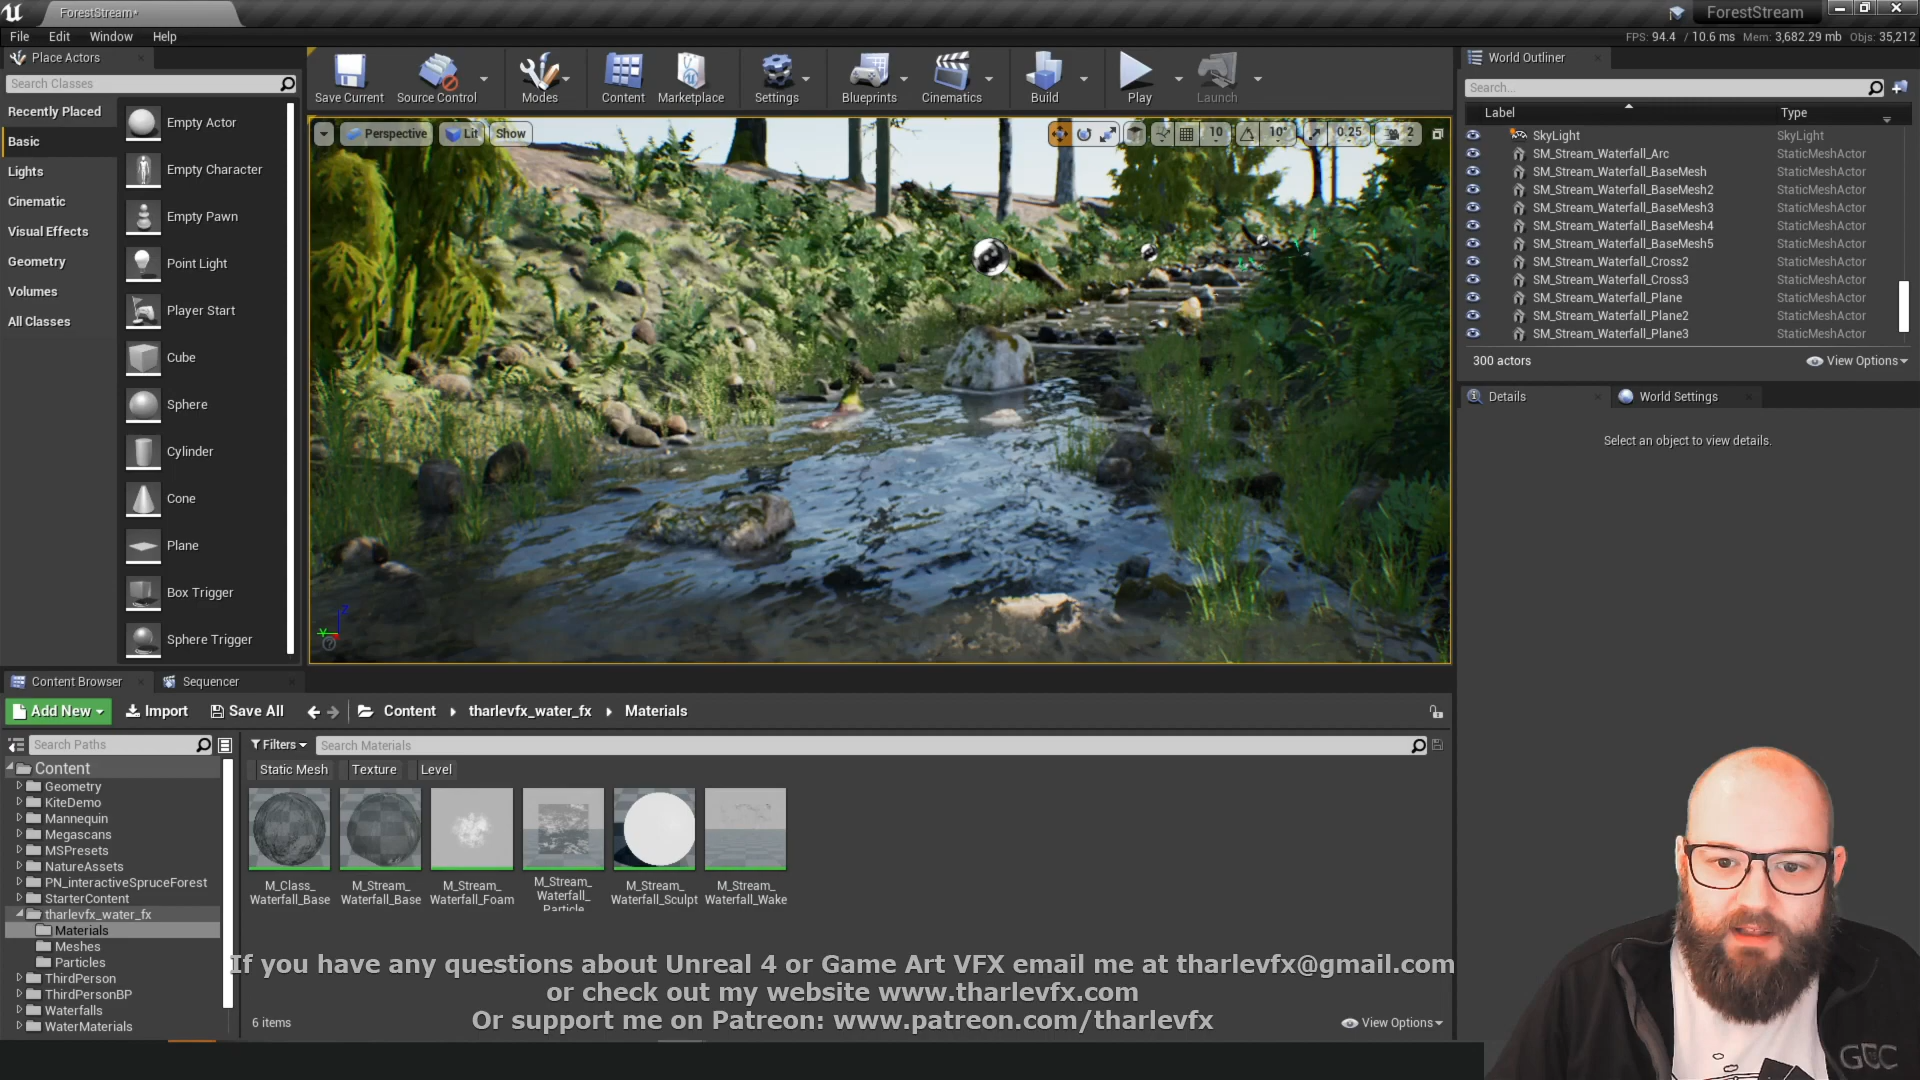 ForestStream*
ForestStream
File Edit Window Help
FPS: 94.4 / 10.6 ms Mem: 3,682.29 mb Objs: 35,212
Place Actors
Search Classes
Recently Placed
Basic
Lights
Cinematic
Visual Effects
Geometry
Volumes
All Classes
Empty Actor
Empty Character
Empty Pawn
Point Light
Player Start
Cube
Sphere
Cylinder
Cone
Plane
Box Trigger
Sphere Trigger
Save Current Source Control Modes Content Marketplace Settings Blueprints Cinematics Build Play Launch
Perspective Lit Show 10 10° 0.25 2
Z
Y
World Outliner
Search...
Label Type
SkyLight SkyLight
SM_Stream_Waterfall_Arc StaticMeshActor
SM_Stream_Waterfall_BaseMesh StaticMeshActor
SM_Stream_Waterfall_BaseMesh2 StaticMeshActor
SM_Stream_Waterfall_BaseMesh3 StaticMeshActor
SM_Stream_Waterfall_BaseMesh4 StaticMeshActor
SM_Stream_Waterfall_BaseMesh5 StaticMeshActor
SM_Stream_Waterfall_Cross2 StaticMeshActor
SM_Stream_Waterfall_Cross3 StaticMeshActor
SM_Stream_Waterfall_Plane StaticMeshActor
SM_Stream_Waterfall_Plane2 StaticMeshActor
SM_Stream_Waterfall_Plane3 StaticMeshActor
300 actors View Options
Details World Settings
Select an object to view details.
Content Browser Sequencer
Add New Import Save All Content tharlevfx_water_fx Materials
Search Paths
Filters Search Materials
Static Mesh Texture Level
Content
Geometry
KiteDemo
Mannequin
Megascans
MSPresets
NatureAssets
PN_interactiveSpruceForest
StarterContent
tharlevfx_water_fx
Materials
Meshes
Particles
ThirdPerson
ThirdPersonBP
Waterfalls
WaterMaterials
M_Class_
Waterfall_Base
M_Stream_
Waterfall_Base
M_Stream_
Waterfall_Foam
M_Stream_
Waterfall_
Particle
M_Stream_
Waterfall_Sculpt
M_Stream_
Waterfall_Wake
If you have any questions about Unreal 4 or Game Art VFX email me at tharlevfx@gmail.com
or check out my website www.tharlevfx.com
Or support me on Patreon: www.patreon.com/tharlevfx
6 items View Options